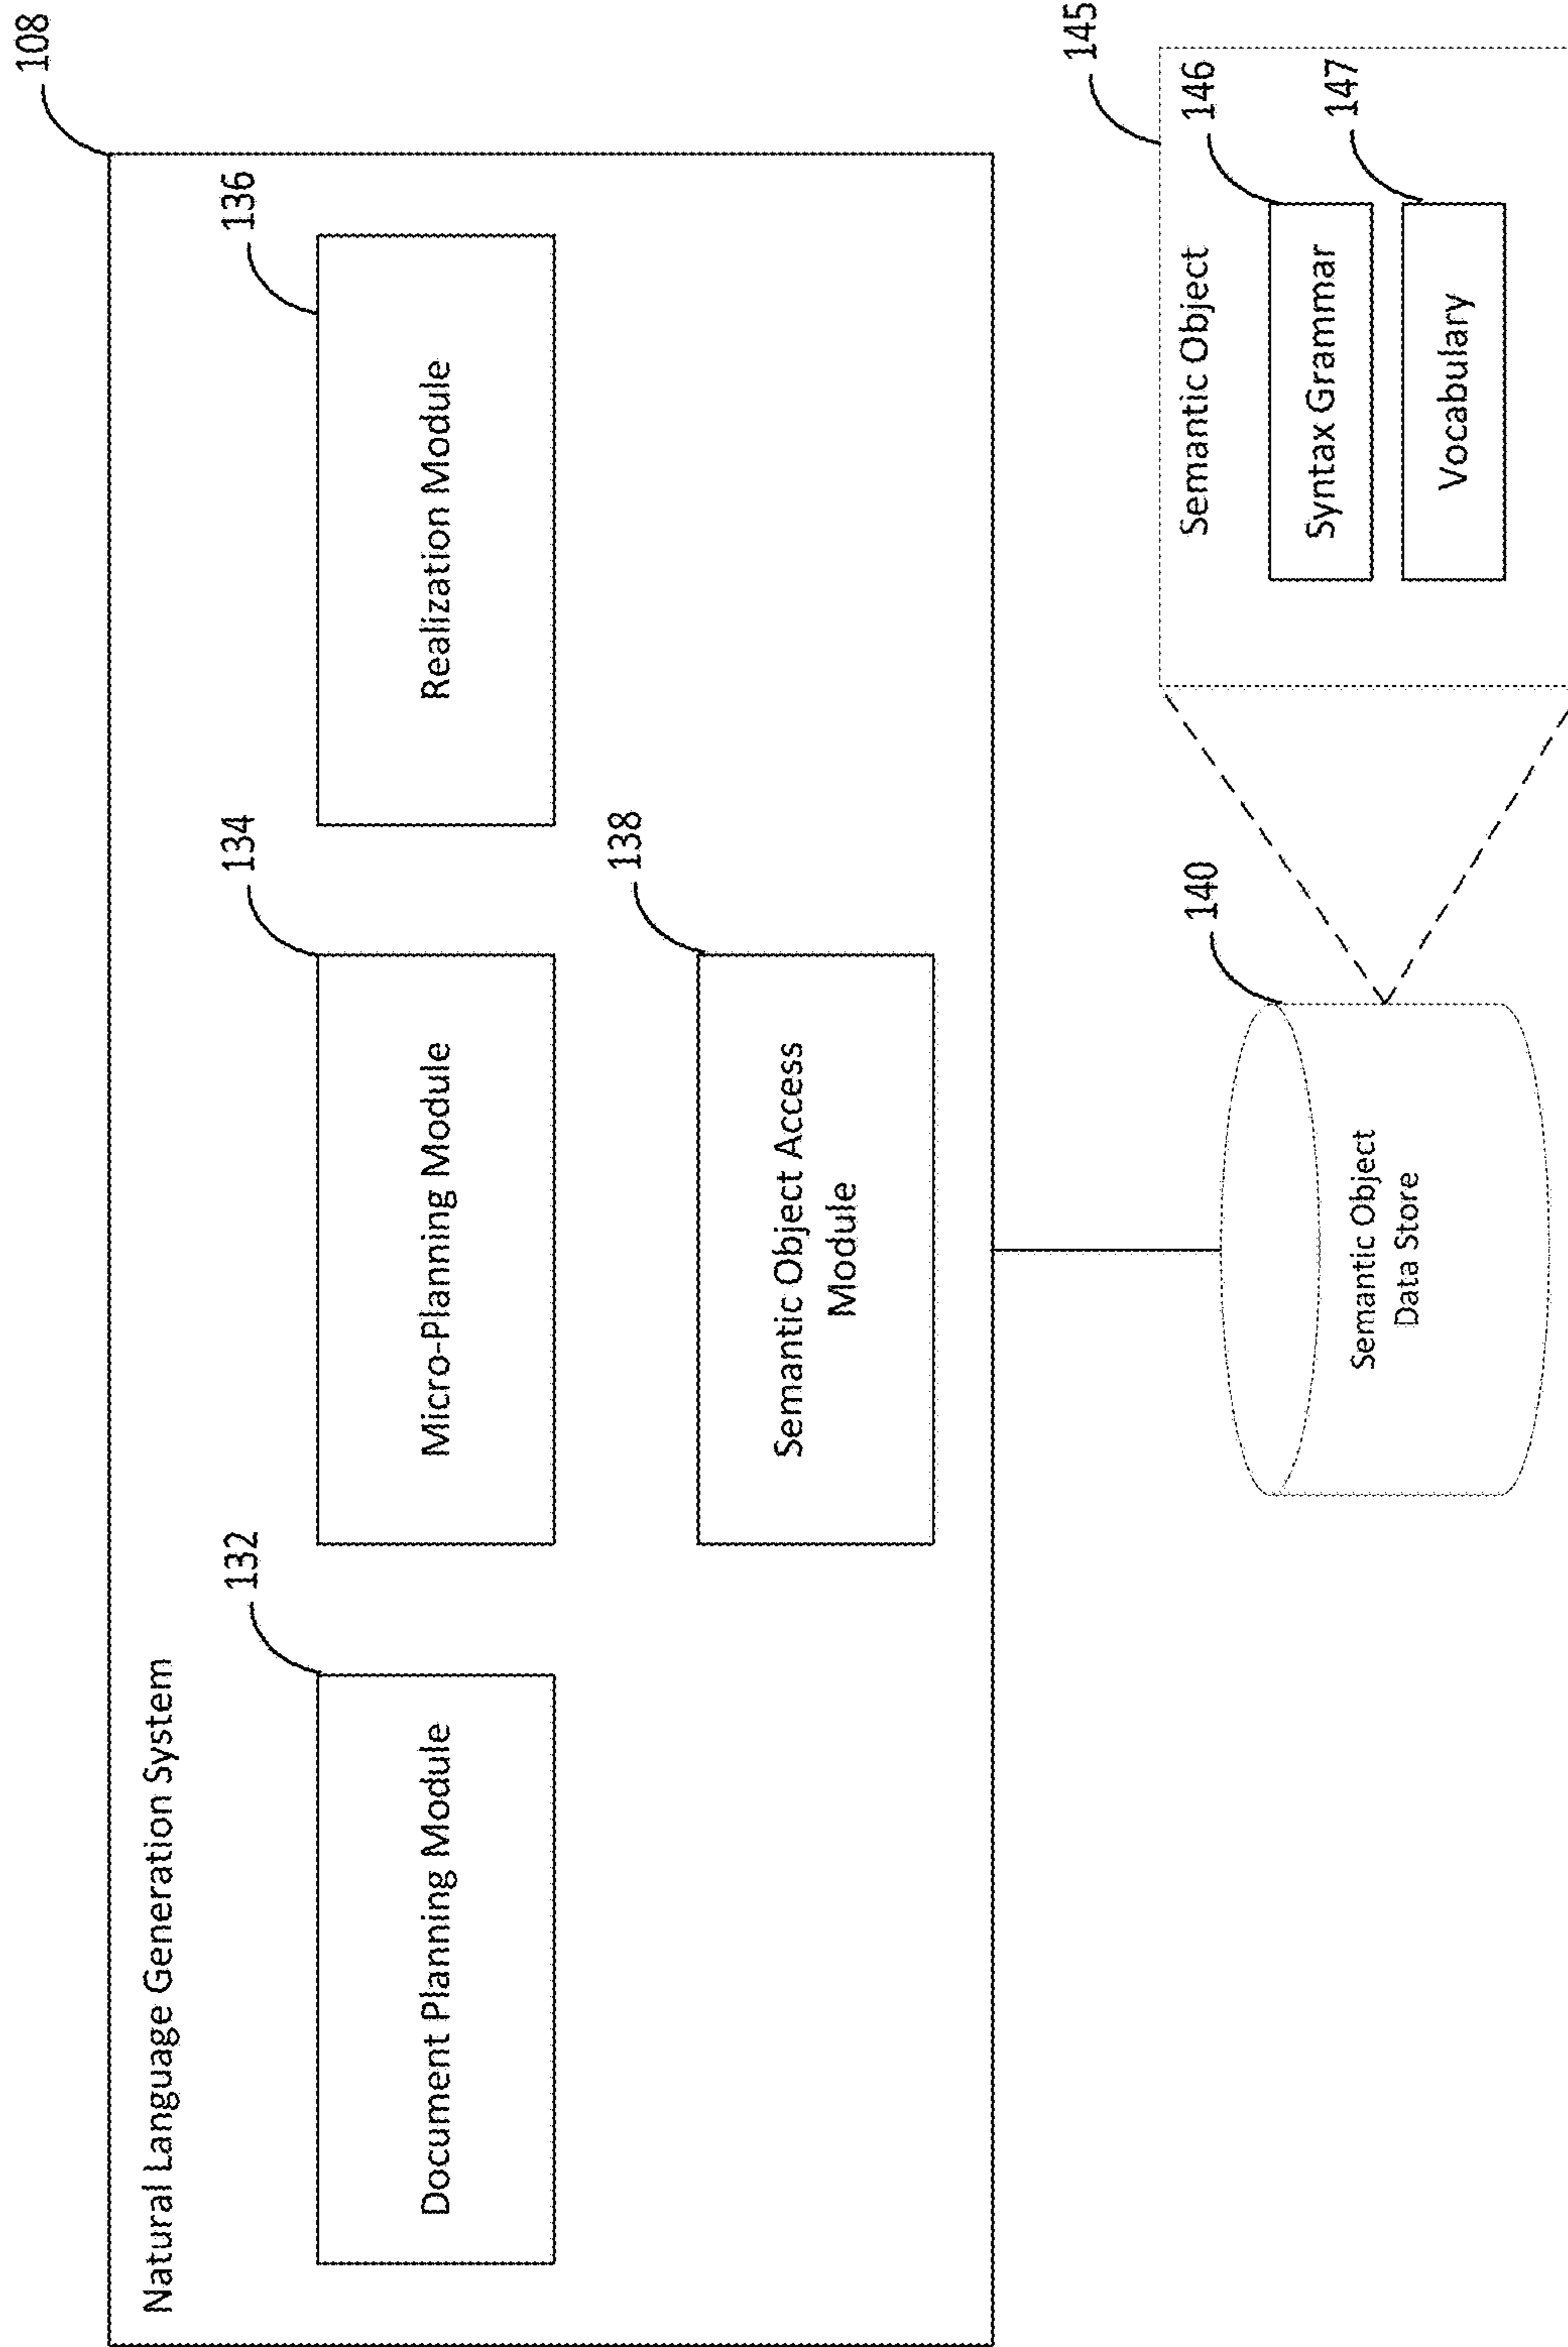 108
Natural Language Generation System
132
134
136
Document Planning Module
Micro-Planning Module
Realization Module
138
Semantic Object Access
Module
140
Semantic Object
Data Store
145
Semantic Object
146
Syntax Grammar
147
Vocabulary